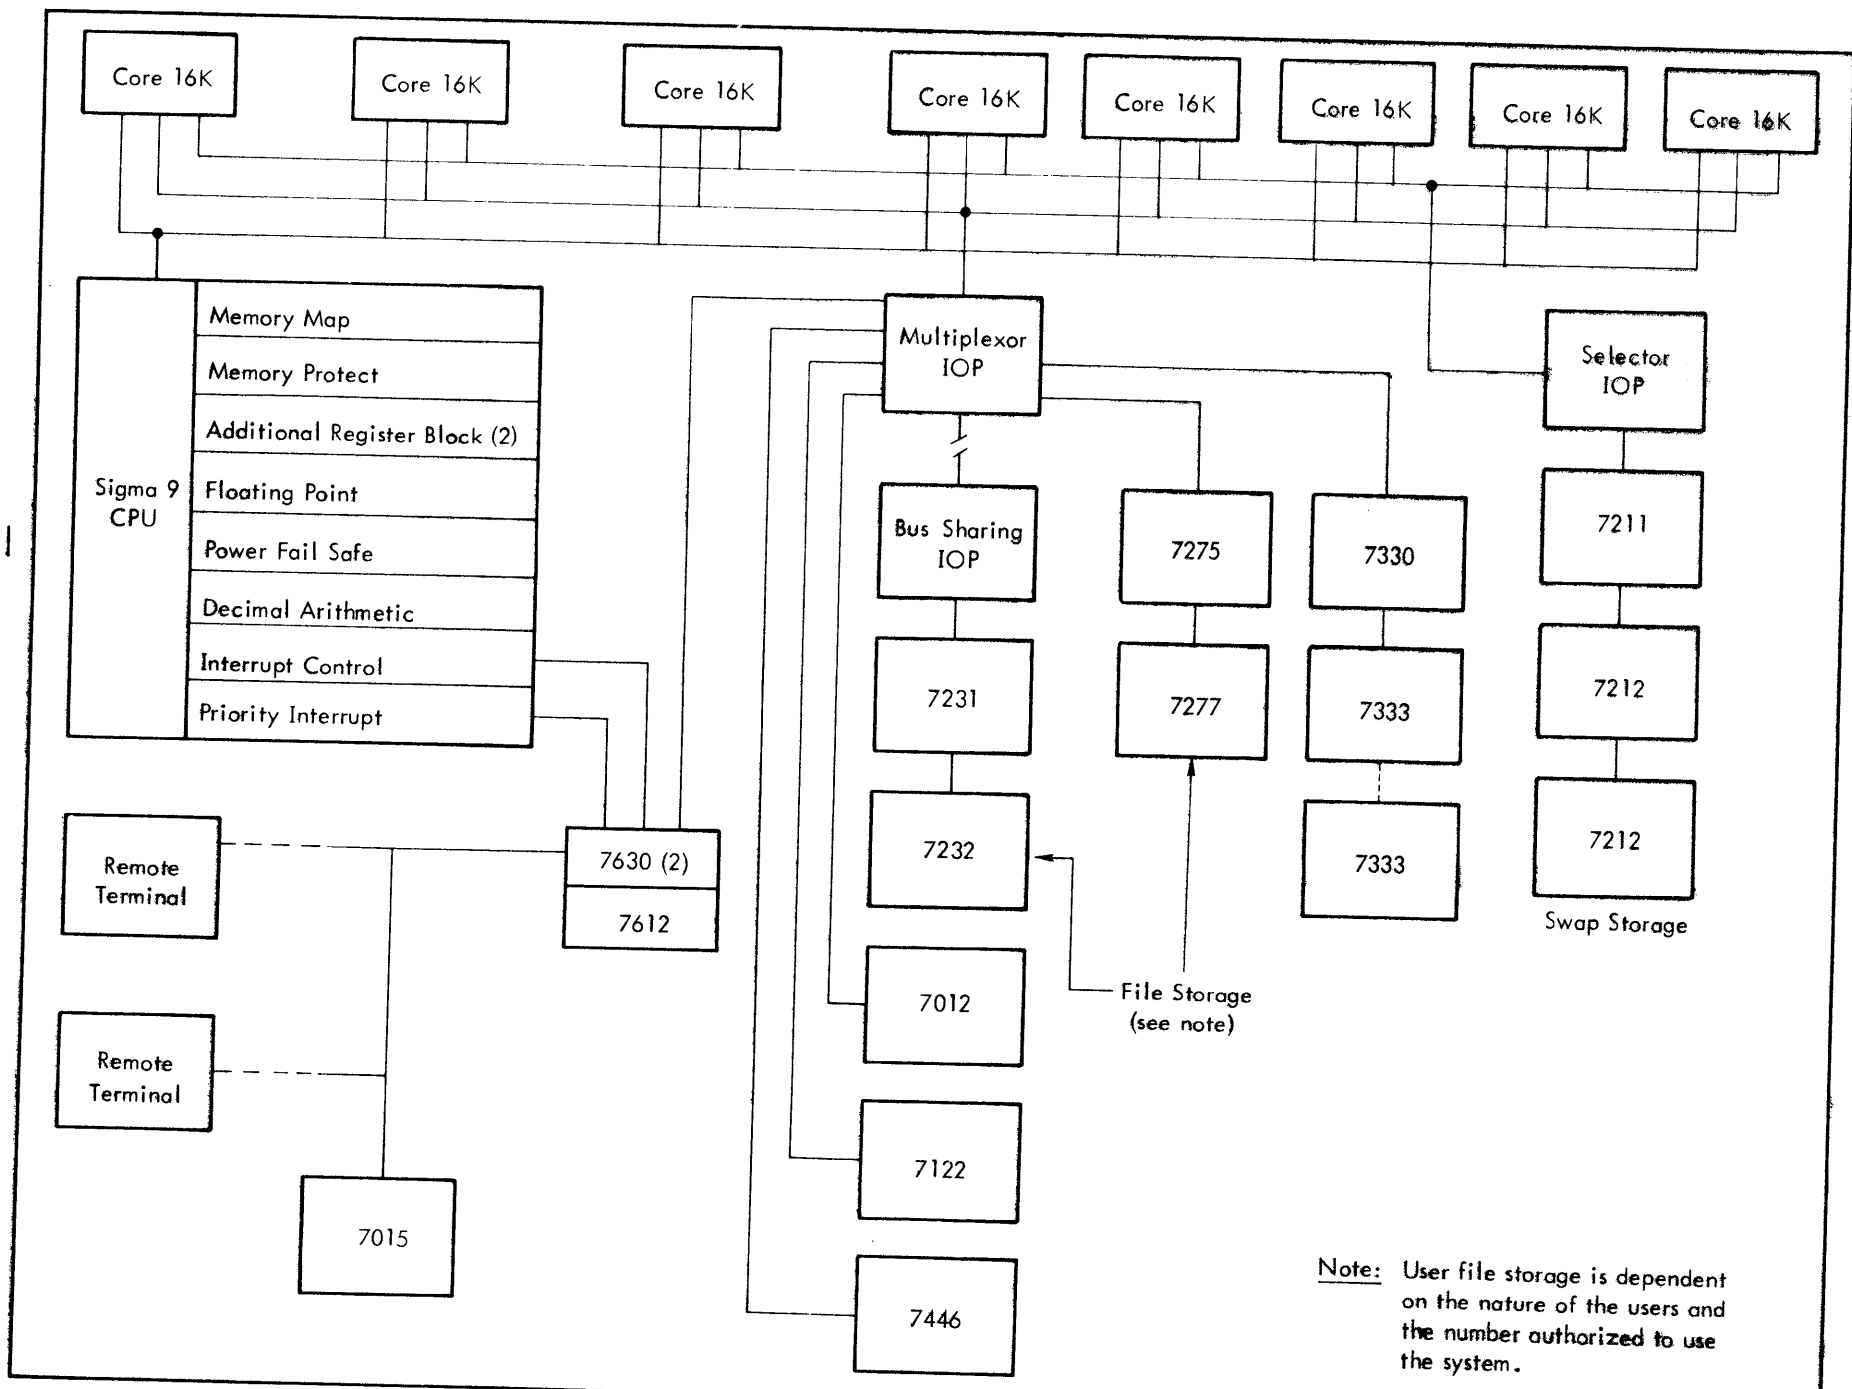 Core 16K
Core 16K
Core 16K
Core 16K
Core 16K
Core 16K
Core 16K
Core 16K
Sigma 9
CPU
Memory Map
Memory Protect
Additional Register Block (2)
Floating Point
Power Fail Safe
Decimal Arithmetic
Interrupt Control
Priority Interrupt
Multiplexor
IOP
Selector
IOP
Bus Sharing
IOP
7275
7330
7211
7231
7277
7333
7212
7232
7333
7212
Swap Storage
Remote
Terminal
7630 (2)
7612
7012
File Storage
(see note)
Remote
Terminal
7122
7015
7446
Note: User file storage is dependent
on the nature of the users and
the number authorized to use
the system.